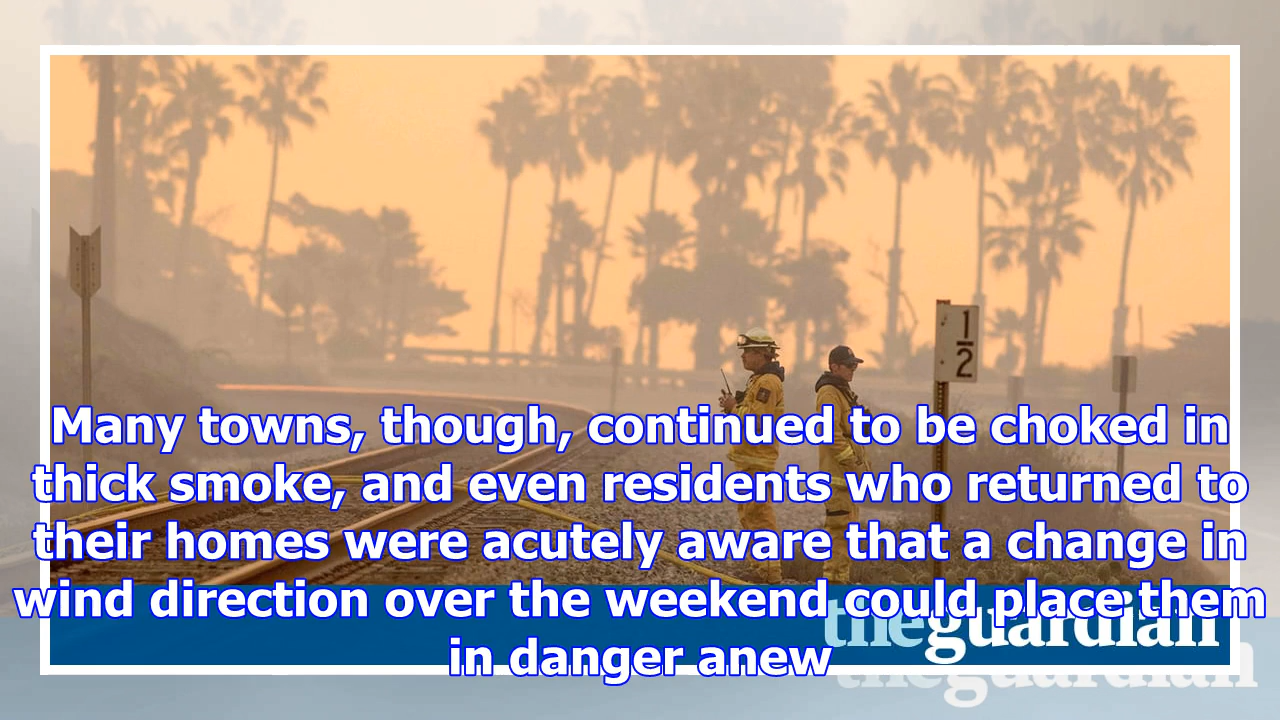 1
2
Many towns, though, continued to be choked in
thick smoke, and even residents who returned to
their homes were acutely aware that a change in
wind direction over the weekend could place them
in danger anew
theguardian
theguardian